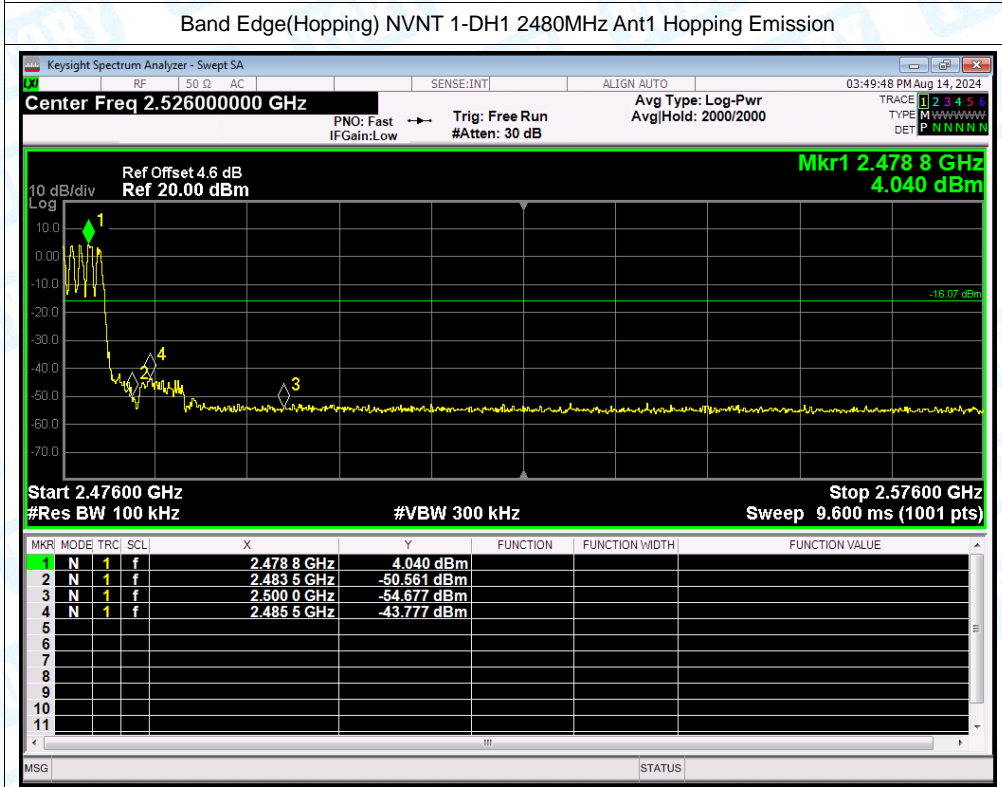 Band Edge(Hopping) NVNT 1-DH1 2480MHz Ant1 Hopping Emission
Keysight Spectrum Analyzer - Swept SA
LXI RF 50 Ω AC SENSE:INT ALIGN AUTO 03:49:48 PM Aug 14, 2024
Center Freq 2.526000000 GHz
PNO: Fast
IFGain:Low
Trig: Free Run
#Atten: 30 dB
Avg Type: Log-Pwr
Avg|Hold: 2000/2000
TRACE 1 2 3 4 5 6
TYPE M WWWWW
DET P N N N N N
Mkr1 2.478 8 GHz
4.040 dBm
10 dB/div
Log
Ref Offset 4.6 dB
Ref 20.00 dBm
10.0
0.00
-10.0
-20.0
-30.0
-40.0
-50.0
-60.0
-70.0
1
2
4
3
-16.07 dBm
Start 2.47600 GHz Stop 2.57600 GHz
#Res BW 100 kHz #VBW 300 kHz Sweep 9.600 ms (1001 pts)
MKR MODE TRC SCL X Y FUNCTION FUNCTION WIDTH FUNCTION VALUE
1 N 1 f 2.478 8 GHz 4.040 dBm
2 N 1 f 2.483 5 GHz -50.561 dBm
3 N 1 f 2.500 0 GHz -54.677 dBm
4 N 1 f 2.485 5 GHz -43.777 dBm
5
6
7
8
9
10
11
MSG STATUS